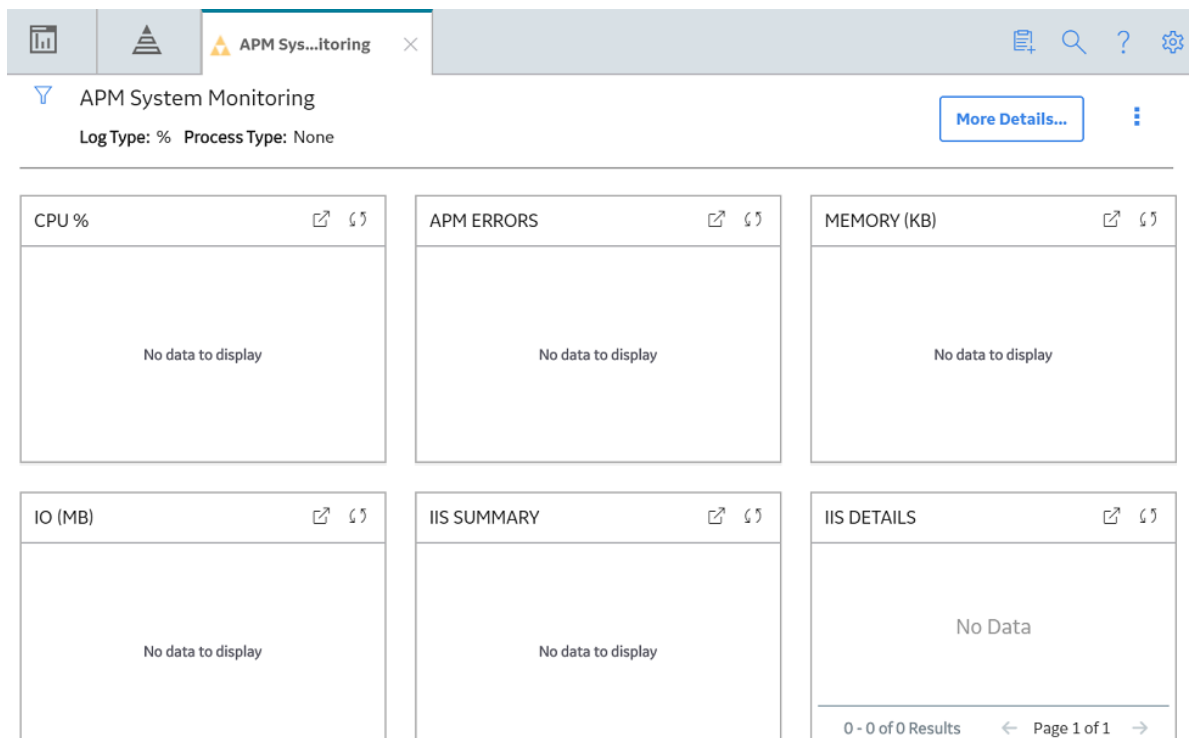 APM Sys...itoring
APM System Monitoring
Log Type: % Process Type: None
More Details...
CPU %
APM ERRORS
MEMORY (KB)
No data to display
No data to display
No data to display
IO (MB)
IIS SUMMARY
IIS DETAILS
No data to display
No data to display
No Data
0 - 0 of 0 Results
Page 1 of 1